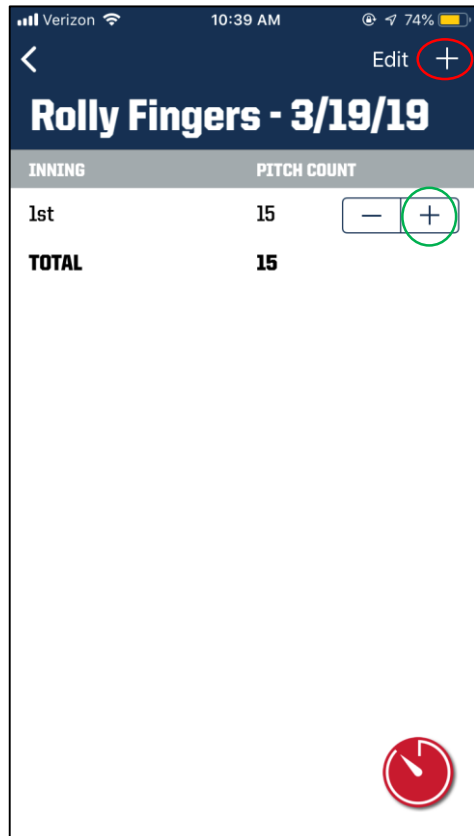 Verizon 10:39 AM 74%
Edit +
Rolly Fingers - 3/19/19
INNING PITCH COUNT
1st 15 − +
TOTAL 15